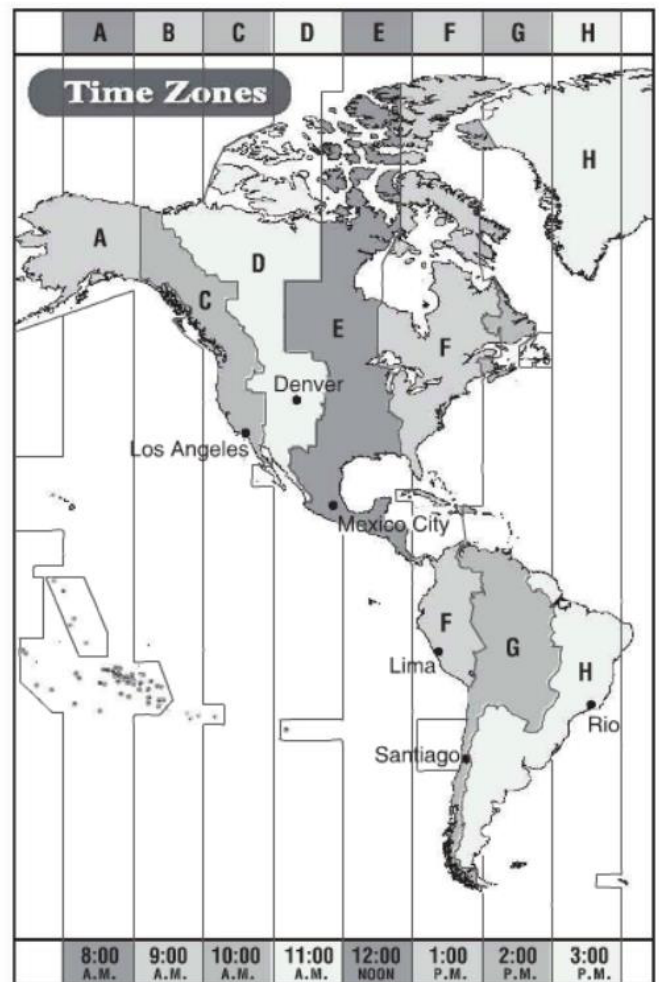 A B C D E F G H
Time Zones
H
A
D
C
E
F
Denver
Los Angeles
Mexico City
F
G
Lima
H
Rio
Santiago
8:00 9:00 10:00 11:00 12:00 1:00 2:00 3:00
A.M. A.M. A.M. A.M. NOON P.M. P.M. P.M.